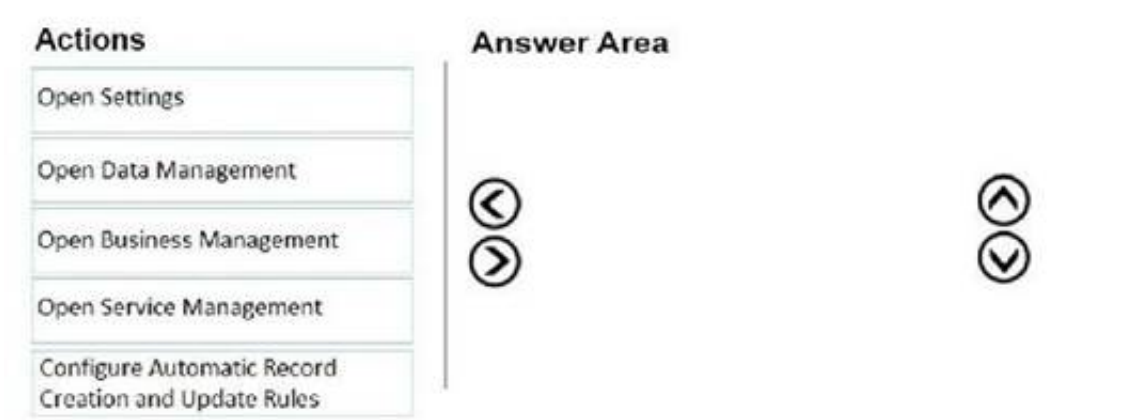 Actions
Answer Area
Open Settings
Open Data Management
Open Business Management
Open Service Management
Configure Automatic Record
Creation and Update Rules